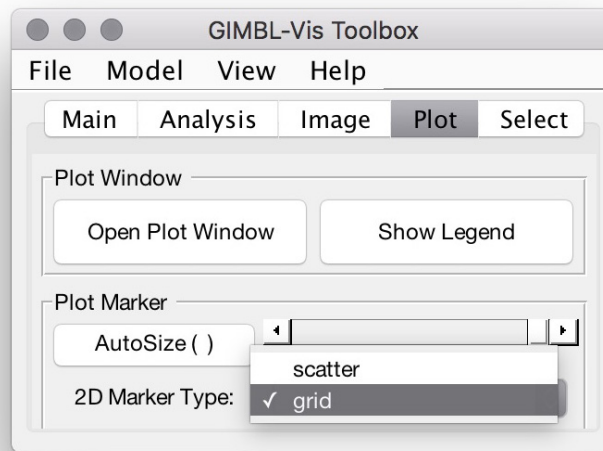 GIMBL-Vis Toolbox
File Model View Help
Main Analysis Image Plot Select
Plot Window
Open Plot Window Show Legend
Plot Marker
AutoSize ( )
scatter
2D Marker Type: ✓ grid